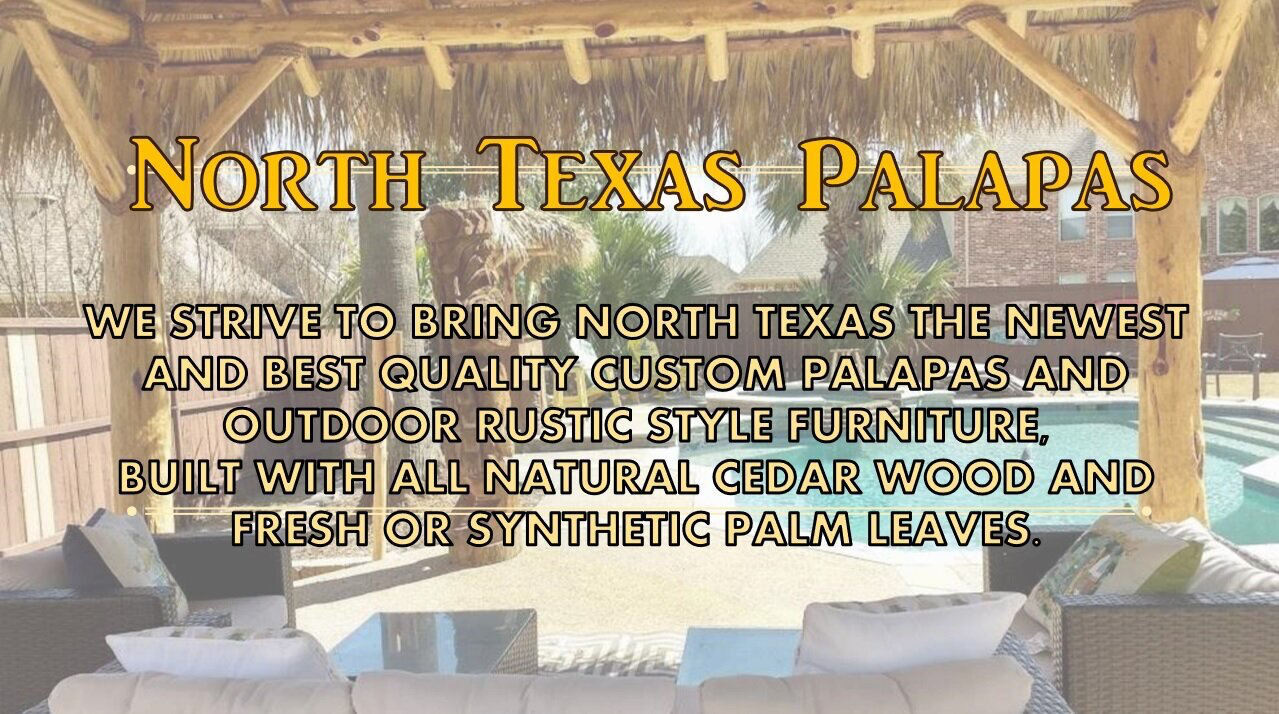 North Texas Palapas
WE STRIVE TO BRING NORTH TEXAS THE NEWEST
AND BEST QUALITY CUSTOM PALAPAS AND
OUTDOOR RUSTIC STYLE FURNITURE,
BUILT WITH ALL NATURAL CEDAR WOOD AND
FRESH OR SYNTHETIC PALM LEAVES.